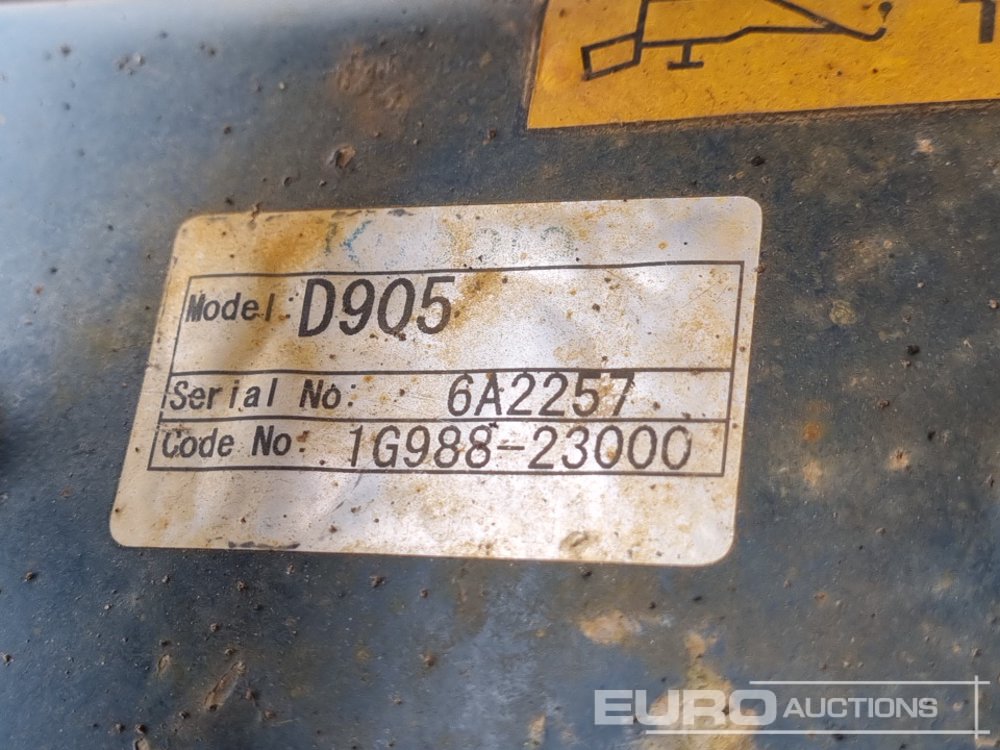 Model: D905
Serial No: 6A2257
Code No: 1G988-23000
EURO AUCTIONS